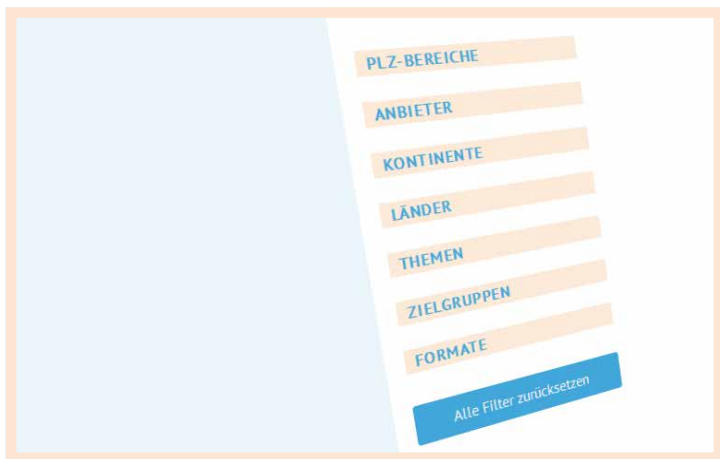 PLZ-BEREICHE
ANBIETER
KONTINENTE
LÄNDER
THEMEN
ZIELGRUPPEN
FORMATE
Alle Filter zurücksetzen